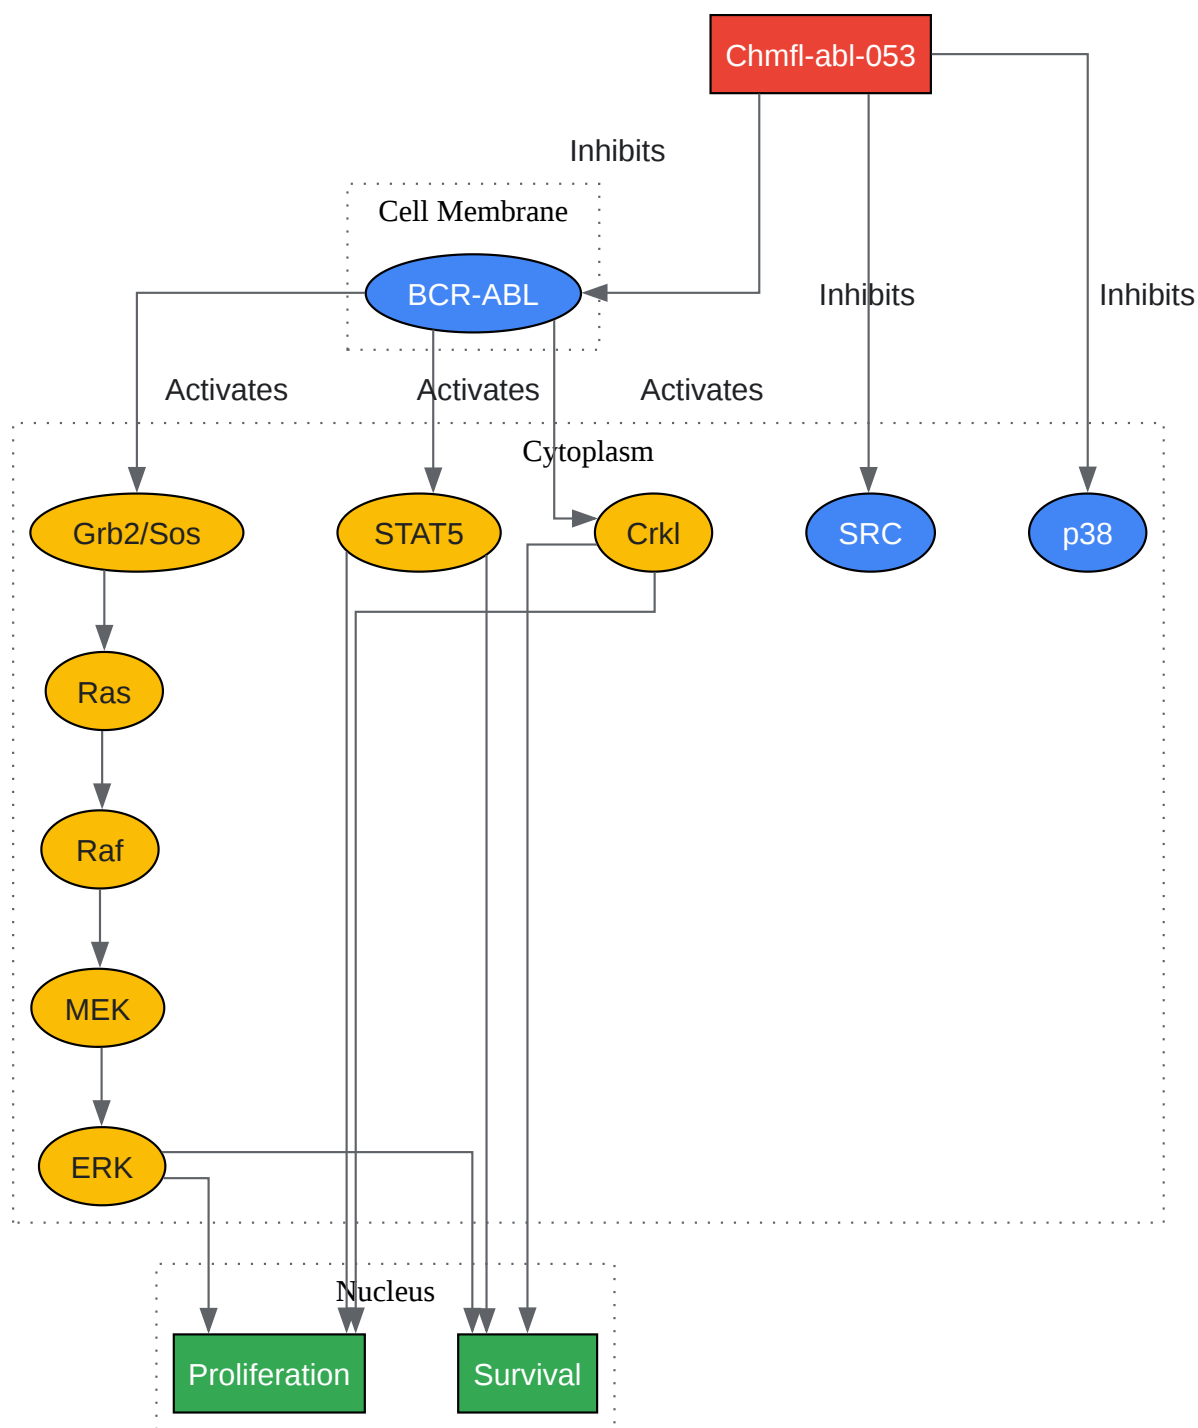 Chmfl-abl-053
Inhibits
Cell Membrane
BCR-ABL
Inhibits
Inhibits
Activates
Activates
Activates
Cytoplasm
Grb2/Sos
STAT5
Crkl
SRC
p38
Ras
Raf
MEK
ERK
Nucleus
Proliferation
Survival